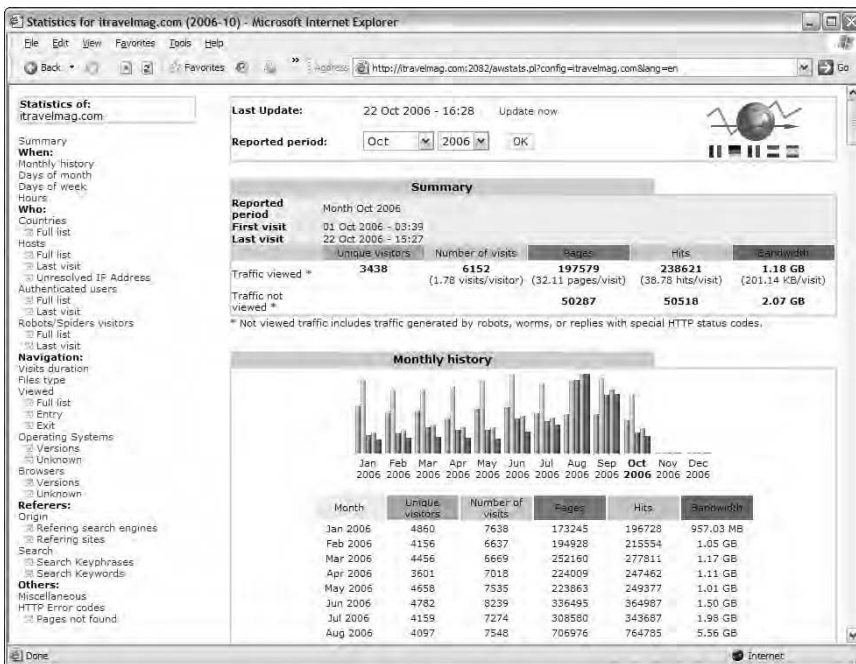 Statistics for itravelmag.com (2006-10) - Microsoft Internet Explorer
File Edit View Favorites Tools Help
Back Favorites Address http://itravelmag.com:2082/awstats.pl?config=itravelmag.com&lang=en Go
Statistics of:
itravelmag.com
Summary
When:
Monthly history
Days of month
Days of week
Hours
Who:
Countries
Full list
Hosts
Full list
Last visit
Unresolved IP Address
Authenticated users
Full list
Last visit
Robots/Spiders visitors
Full list
Last visit
Navigation:
Visits duration
Files type
Viewed
Full list
Entry
Exit
Operating Systems
Versions
Unknown
Browsers
Versions
Unknown
Referers:
Origin
Refering search engines
Refering sites
Search
Search Keyphrases
Search Keywords
Others:
Miscellaneous
HTTP Error codes
Pages not found
Last Update: 22 Oct 2006 - 16:28 Update now
Reported period: Oct 2006 OK
Summary
Reported period Month Oct 2006
First visit 01 Oct 2006 - 03:39
Last visit 22 Oct 2006 - 15:27
Unique visitors Number of visits Pages Hits Bandwidth
Traffic viewed * 3438 6152 197579 238621 1.18 GB
(1.78 visits/visitor) (32.11 pages/visit) (38.78 hits/visit) (201.14 KB/visit)
Traffic not viewed * 50287 50518 2.07 GB
* Not viewed traffic includes traffic generated by robots, worms, or replies with special HTTP status codes.
Monthly history
Jan Feb Mar Apr May Jun Jul Aug Sep Oct Nov Dec
2006 2006 2006 2006 2006 2006 2006 2006 2006 2006 2006 2006
Month Unique visitors Number of visits Pages Hits Bandwidth
Jan 2006 4860 7638 173245 196728 957.03 MB
Feb 2006 4156 6637 194928 215554 1.05 GB
Mar 2006 4456 6669 252160 277811 1.17 GB
Apr 2006 3601 7018 224009 247462 1.11 GB
May 2006 4658 7535 223863 249377 1.01 GB
Jun 2006 4782 8239 336495 364987 1.50 GB
Jul 2006 4159 7274 308580 343687 1.98 GB
Aug 2006 4097 7548 706976 764785 5.56 GB
Done Internet